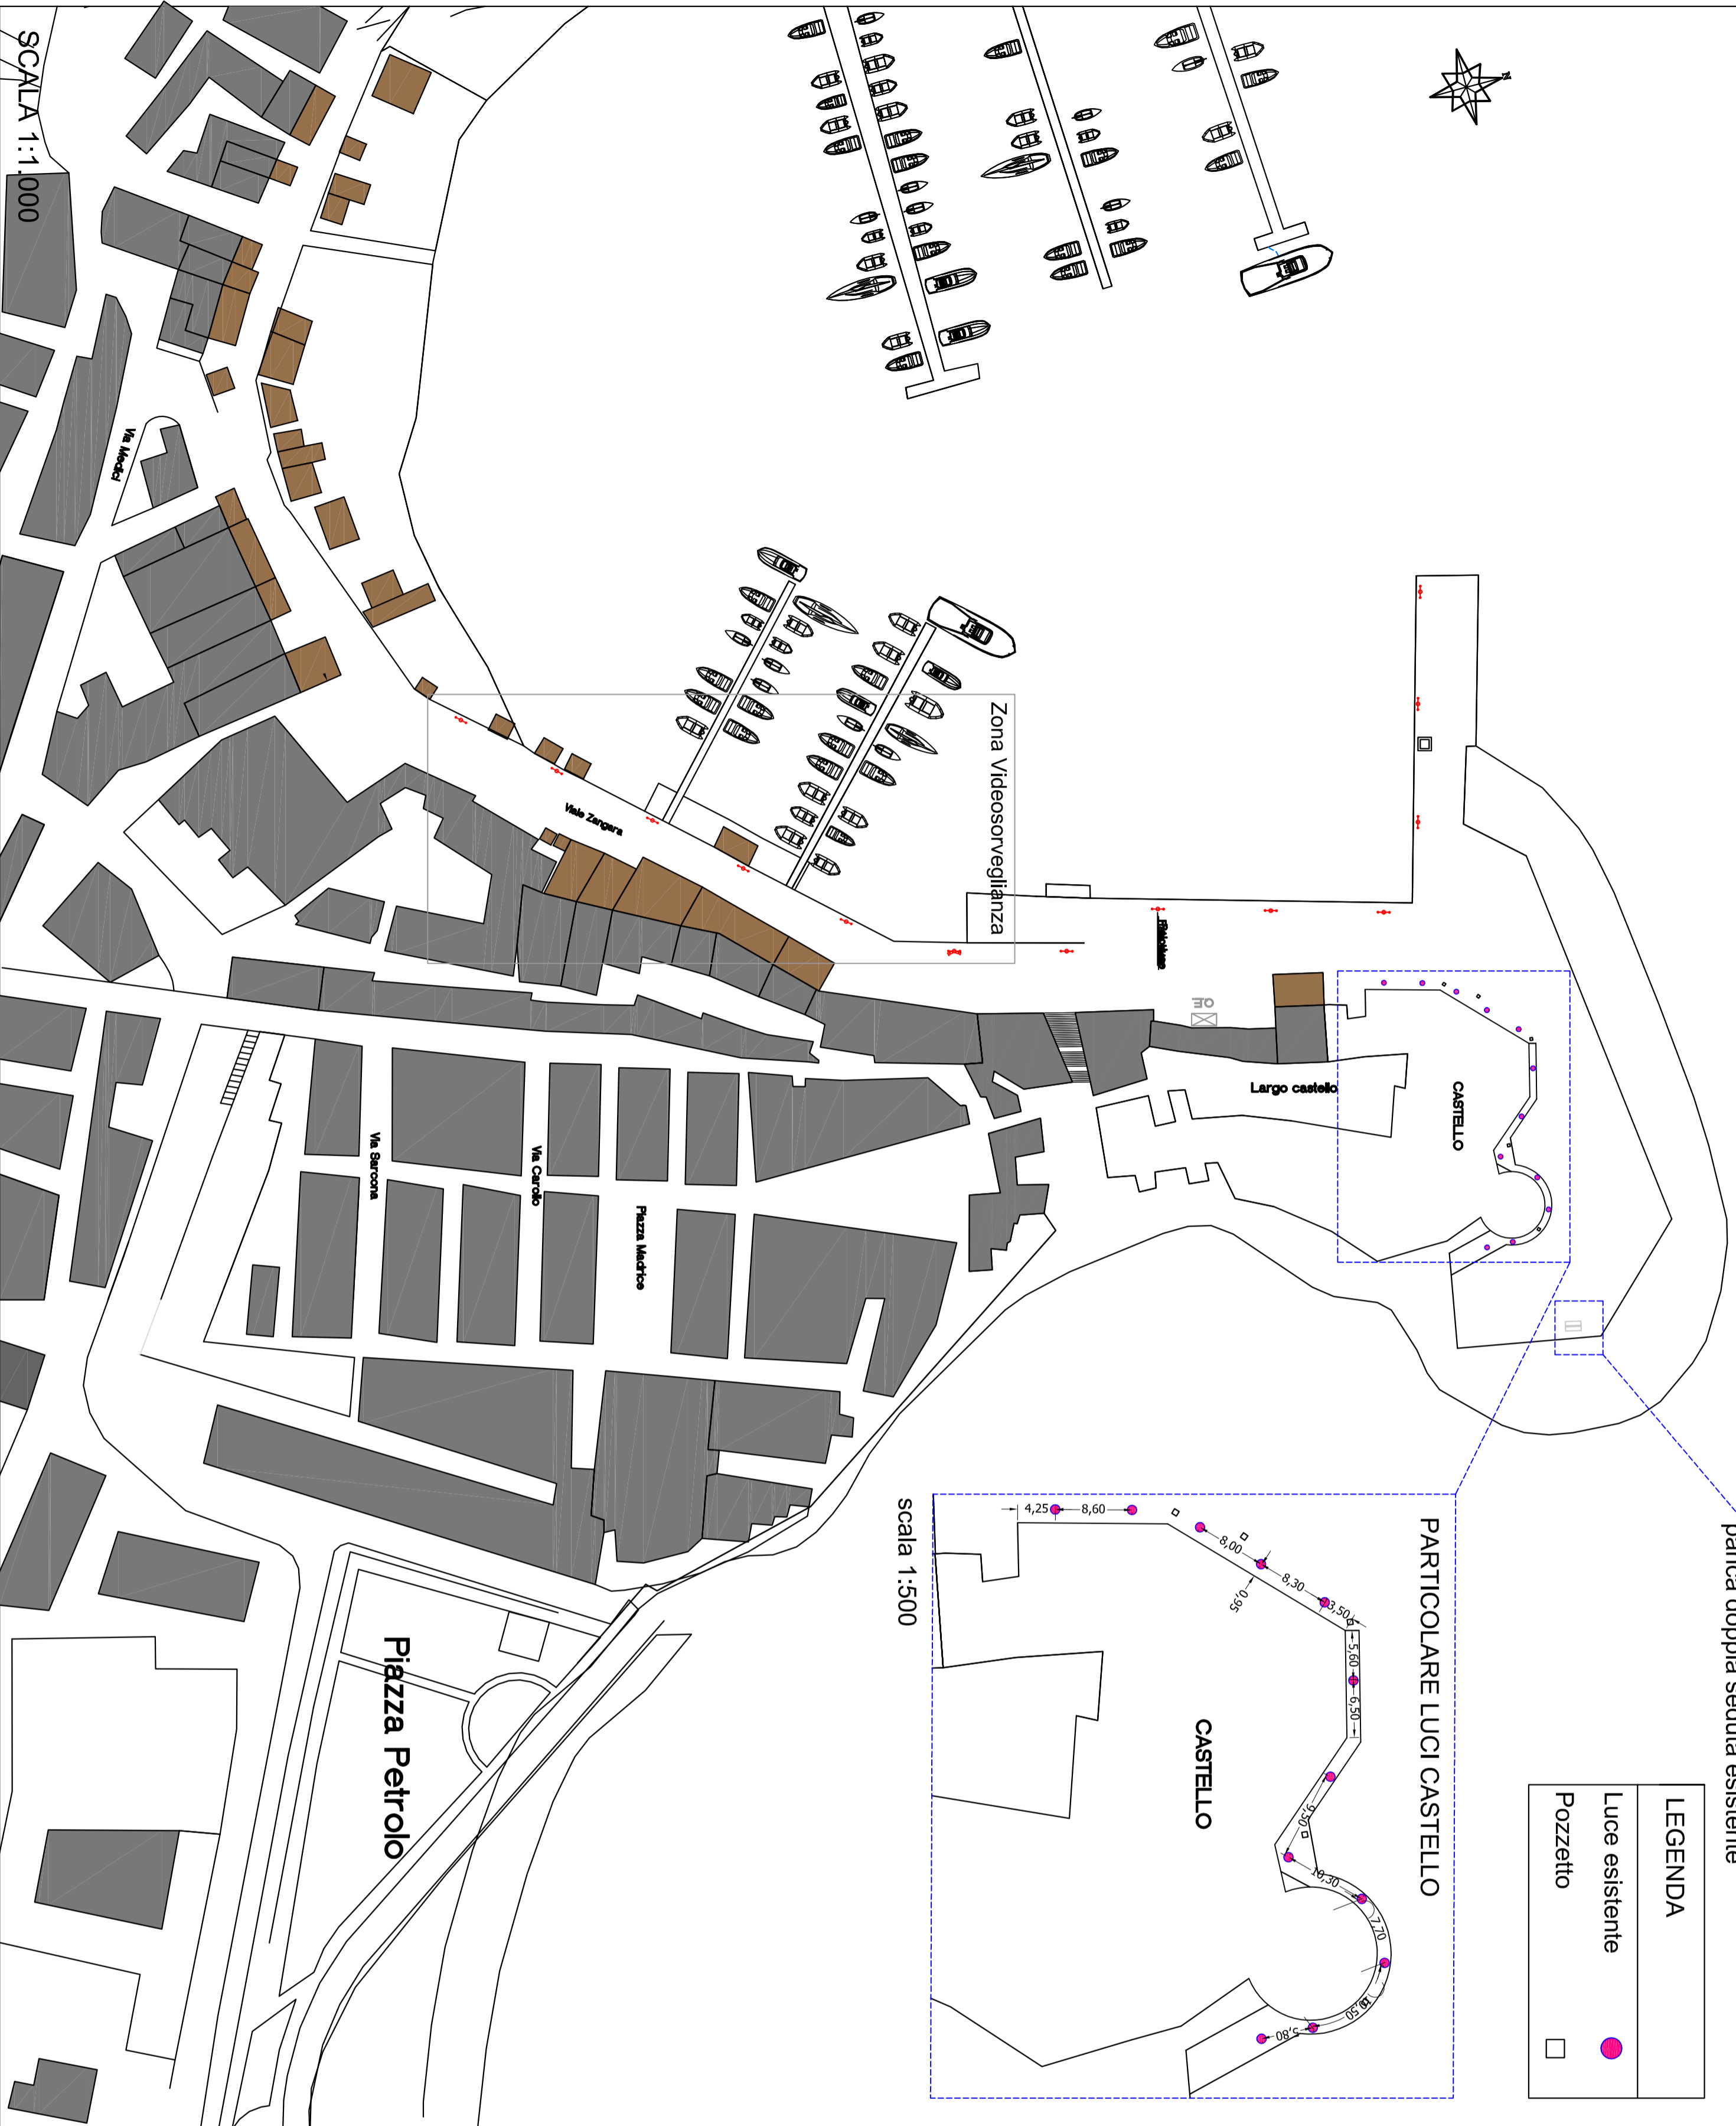 SCALA 1:1.000
N
Via Medici
Viale Zangara
Zona Videosorveglianza
QE
Largo castello
CASTELLO
Via Sarcona
Via Carollo
Piazza Madrice
Piazza Petrolo
panca doppia seduta esistente
PARTICOLARE LUCI CASTELLO
4,25
8,60
8,00
8,30
0,95
3,50
5,60
6,50
9,50
10,30
7,70
5,80
CASTELLO
scala 1:500
LEGENDA
Luce esistente
Pozzetto